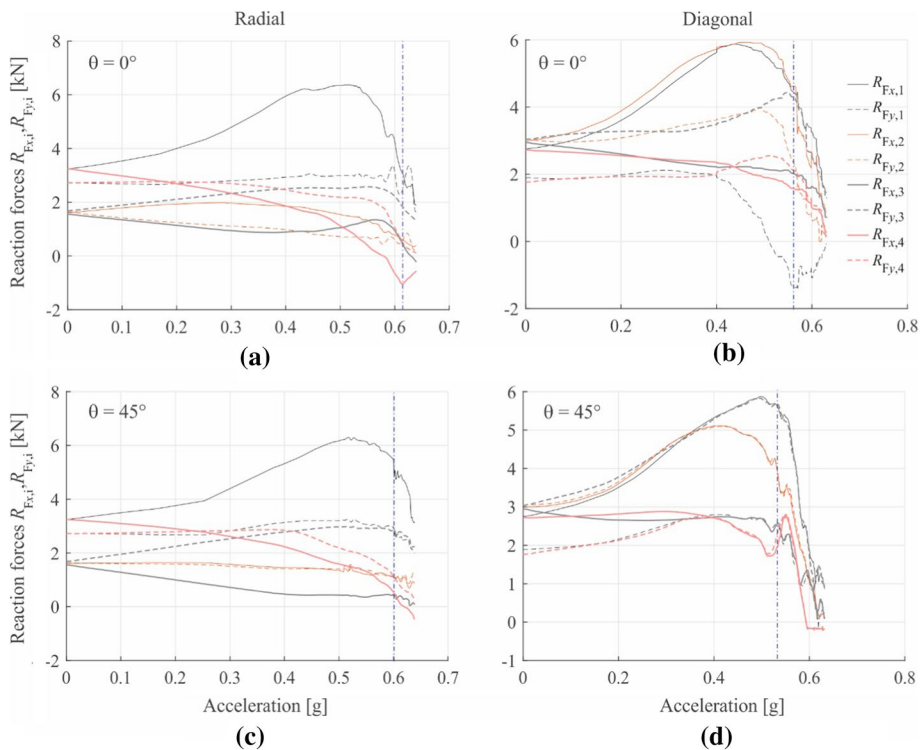 Radial
Diagonal
Reaction forces R_Fx,i, R_Fy,i [kN]
8
6
4
2
0
-2
θ = 0°
0 0.1 0.2 0.3 0.4 0.5 0.6 0.7
(a)
6
4
2
0
-2
θ = 0°
R_Fx,1
R_Fy,1
R_Fx,2
R_Fy,2
R_Fx,3
R_Fy,3
R_Fx,4
R_Fy,4
0 0.2 0.4 0.6 0.8
(b)
Reaction forces R_Fx,i, R_Fy,i [kN]
8
6
4
2
0
-2
θ = 45°
0 0.1 0.2 0.3 0.4 0.5 0.6 0.7
Acceleration [g]
(c)
6
5
4
3
2
1
0
-1
θ = 45°
0 0.2 0.4 0.6 0.8
Acceleration [g]
(d)